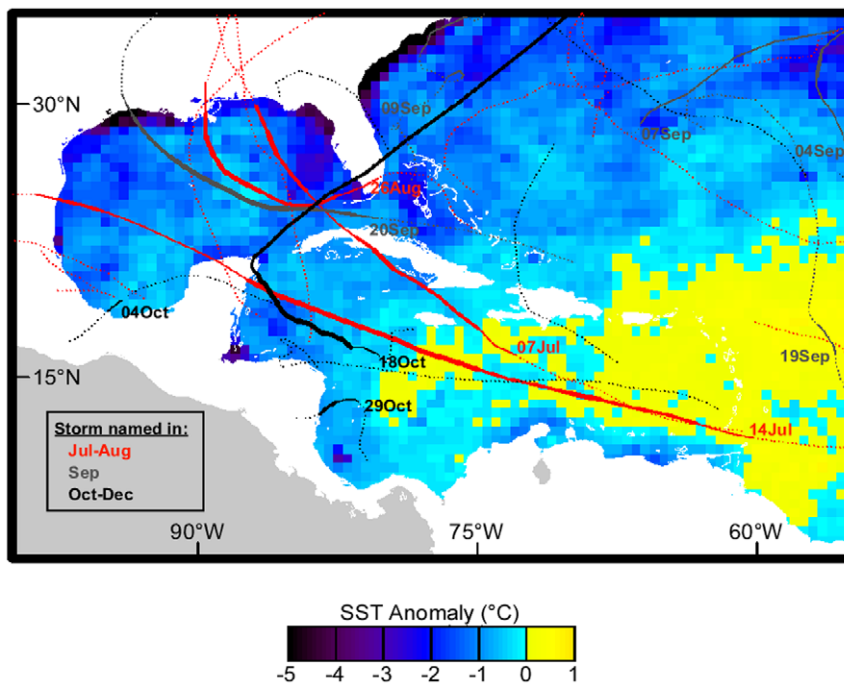 30°N
09Sep
07Sep
04Sep
26Aug
20Sep
04Oct
07Jul
19Sep
18Oct
15°N
29Oct
14Jul
Storm named in:
Jul-Aug
Sep
Oct-Dec
90°W 75°W 60°W
SST Anomaly (°C)
-5 -4 -3 -2 -1 0 1